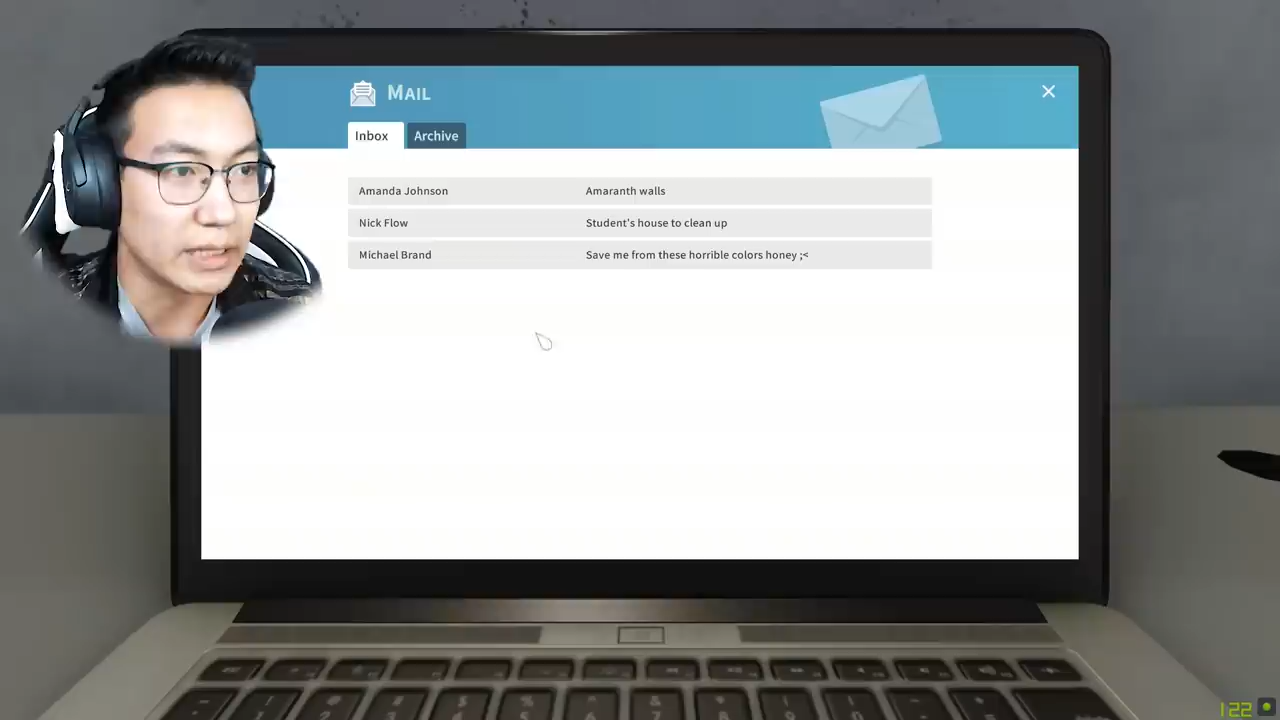 MAIL
Inbox Archive
Amanda Johnson Amaranth walls
Nick Flow Student's house to clean up
Michael Brand Save me from these horrible colors honey ;<
122